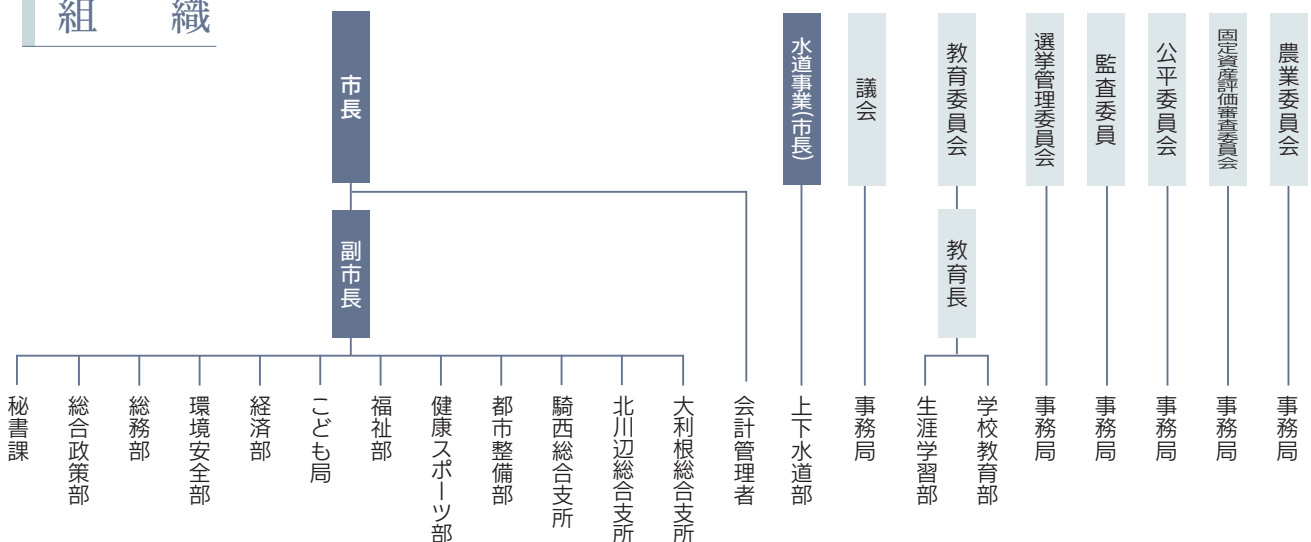 組　織
市長
副市長
秘書課
総合政策部
総務部
環境安全部
経済部
こども局
福祉部
健康スポーツ部
都市整備部
騎西総合支所
北川辺総合支所
大利根総合支所
会計管理者
水道事業(市長)
上下水道部
議会
事務局
教育委員会
教育長
生涯学習部
学校教育部
選挙管理委員会
事務局
監査委員
事務局
公平委員会
事務局
固定資産評価審査委員会
事務局
農業委員会
事務局